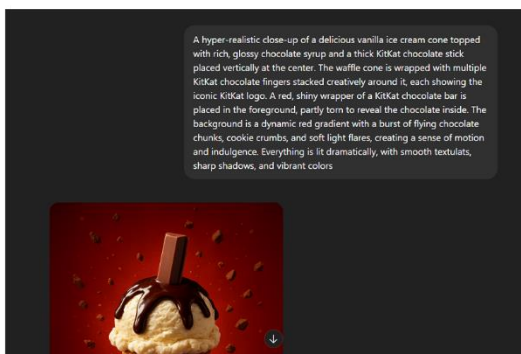 A hyper-realistic close-up of a delicious vanilla ice cream cone topped
with rich, glossy chocolate syrup and a thick KitKat chocolate stick
placed vertically at the center. The waffle cone is wrapped with multiple
KitKat chocolate fingers stacked creatively around it, each showing the
iconic KitKat logo. A red, shiny wrapper of a KitKat chocolate bar is
placed in the foreground, partly torn to reveal the chocolate inside. The
background is a dynamic red gradient with a burst of flying chocolate
chunks, cookie crumbs, and soft light flares, creating a sense of motion
and indulgence. Everything is lit dramatically, with smooth textulats,
sharp shadows, and vibrant colors